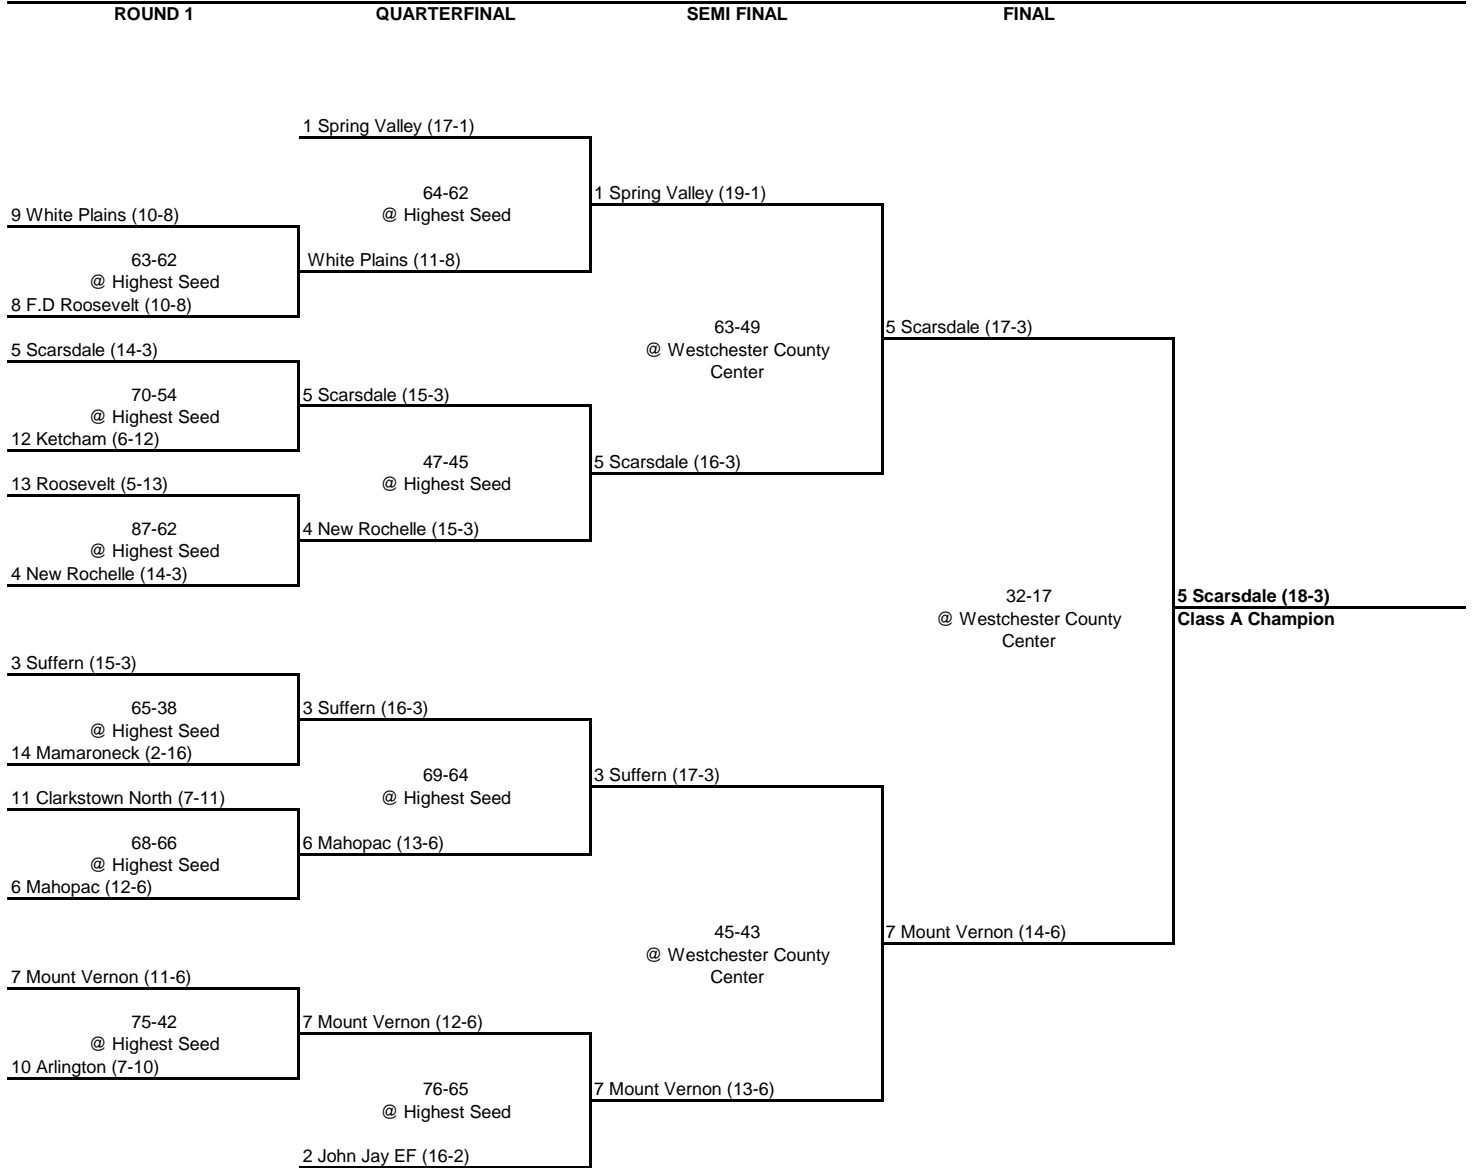 ROUND 1 QUARTERFINAL SEMI FINAL FINAL
1 Spring Valley (17-1)
64-62
@ Highest Seed
1 Spring Valley (19-1)
9 White Plains (10-8)
63-62
@ Highest Seed
White Plains (11-8)
8 F.D Roosevelt (10-8)
63-49
@ Westchester County
Center
5 Scarsdale (17-3)
5 Scarsdale (14-3)
70-54
@ Highest Seed
5 Scarsdale (15-3)
12 Ketcham (6-12)
47-45
@ Highest Seed
5 Scarsdale (16-3)
13 Roosevelt (5-13)
87-62
@ Highest Seed
4 New Rochelle (15-3)
4 New Rochelle (14-3)
32-17
@ Westchester County
Center
5 Scarsdale (18-3)
Class A Champion
3 Suffern (15-3)
65-38
@ Highest Seed
3 Suffern (16-3)
14 Mamaroneck (2-16)
69-64
@ Highest Seed
3 Suffern (17-3)
11 Clarkstown North (7-11)
68-66
@ Highest Seed
6 Mahopac (13-6)
6 Mahopac (12-6)
45-43
@ Westchester County
Center
7 Mount Vernon (14-6)
7 Mount Vernon (11-6)
75-42
@ Highest Seed
7 Mount Vernon (12-6)
10 Arlington (7-10)
76-65
@ Highest Seed
7 Mount Vernon (13-6)
2 John Jay EF (16-2)